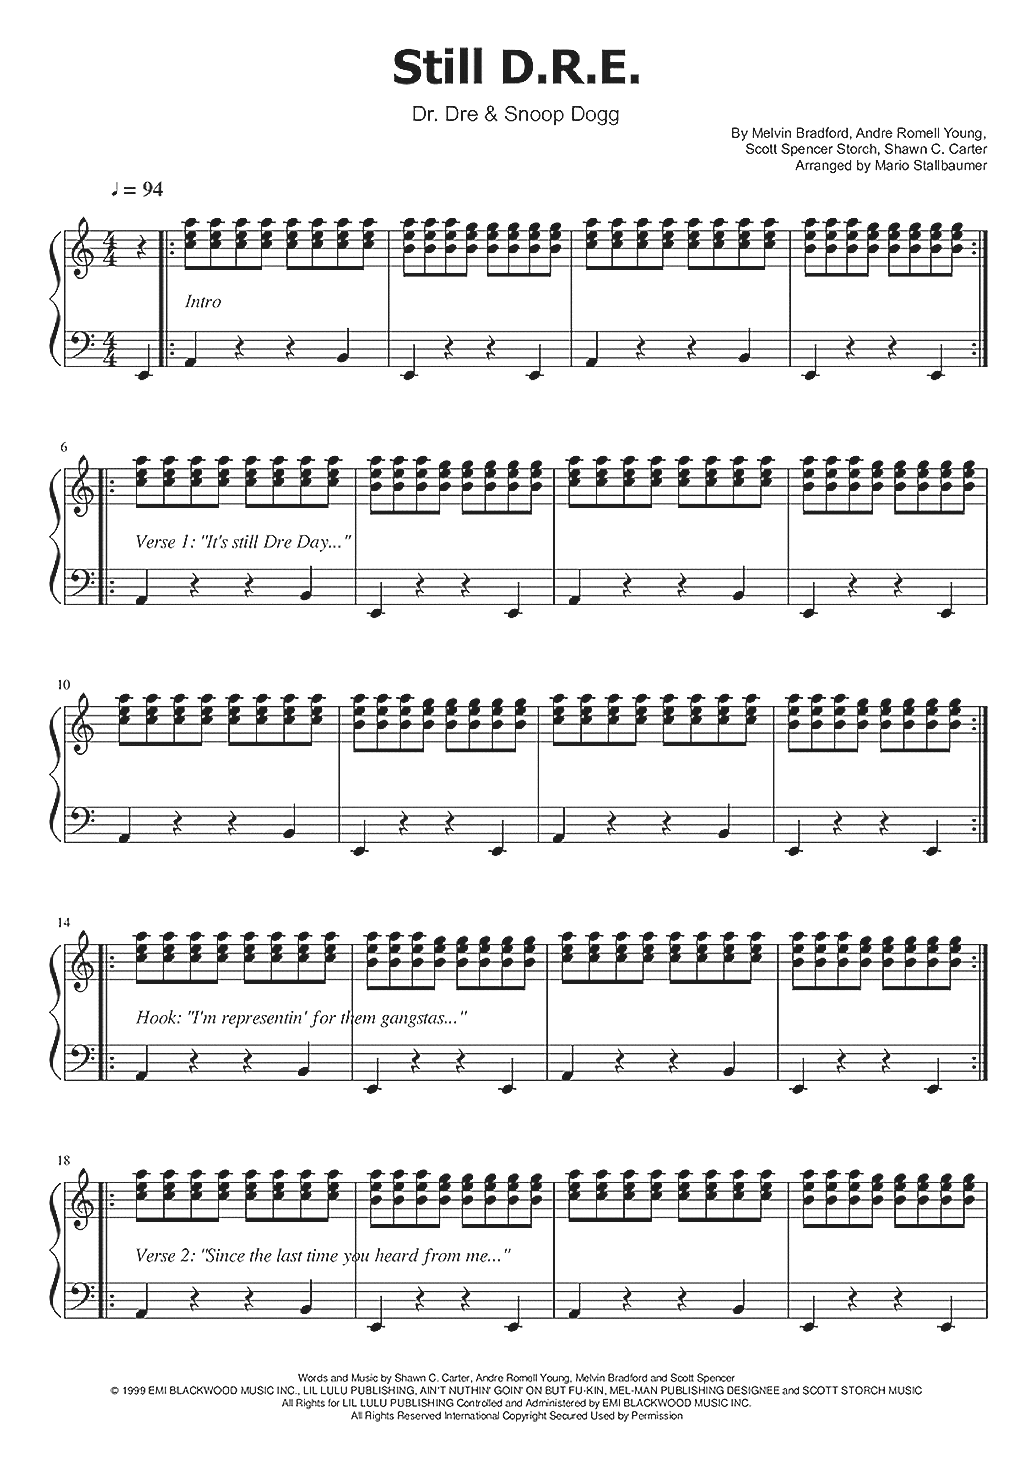 Still D.R.E.
Dr. Dre & Snoop Dogg
By Melvin Bradford, Andre Romell Young,
Scott Spencer Storch, Shawn C. Carter
Arranged by Mario Stallbaumer
♩ = 94
4
4
Intro
4
4
6
Verse 1: "It's still Dre Day..."
10
14
Hook: "I'm representin' for them gangstas..."
18
Verse 2: "Since the last time you heard from me..."
Words and Music by Shawn C. Carter, Andre Romell Young, Melvin Bradford and Scott Spencer
© 1999 EMI BLACKWOOD MUSIC INC., LIL LULU PUBLISHING, AIN'T NUTHIN' GOIN' ON BUT FU-KIN, MEL-MAN PUBLISHING DESIGNEE and SCOTT STORCH MUSIC
All Rights for LIL LULU PUBLISHING Controlled and Administered by EMI BLACKWOOD MUSIC INC.
All Rights Reserved International Copyright Secured Used by Permission